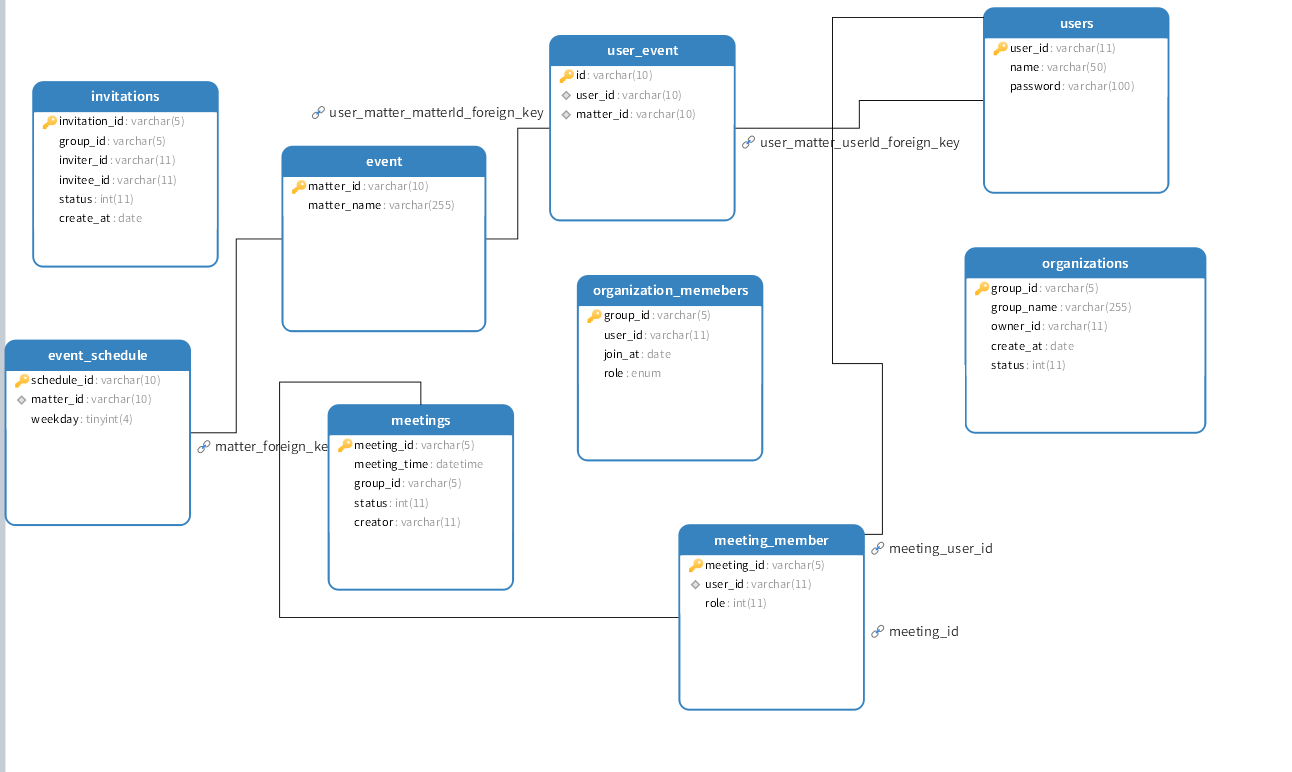 users
user_id : varchar(11)
name : varchar(50)
password : varchar(100)
user_event
id : varchar(10)
user_id : varchar(10)
matter_id : varchar(10)
invitations
invitation_id : varchar(5)
group_id : varchar(5)
inviter_id : varchar(11)
invitee_id : varchar(11)
status : int(11)
create_at : date
user_matter_matterId_foreign_key
user_matter_userId_foreign_key
event
matter_id : varchar(10)
matter_name : varchar(255)
organizations
group_id : varchar(5)
group_name : varchar(255)
owner_id : varchar(11)
create_at : date
status : int(11)
organization_memebers
group_id : varchar(5)
user_id : varchar(11)
join_at : date
role : enum
event_schedule
schedule_id : varchar(10)
matter_id : varchar(10)
weekday : tinyint(4)
matter_foreign_ke
meetings
meeting_id : varchar(5)
meeting_time : datetime
group_id : varchar(5)
status : int(11)
creator : varchar(11)
meeting_member
meeting_id : varchar(5)
user_id : varchar(11)
role : int(11)
meeting_user_id
meeting_id